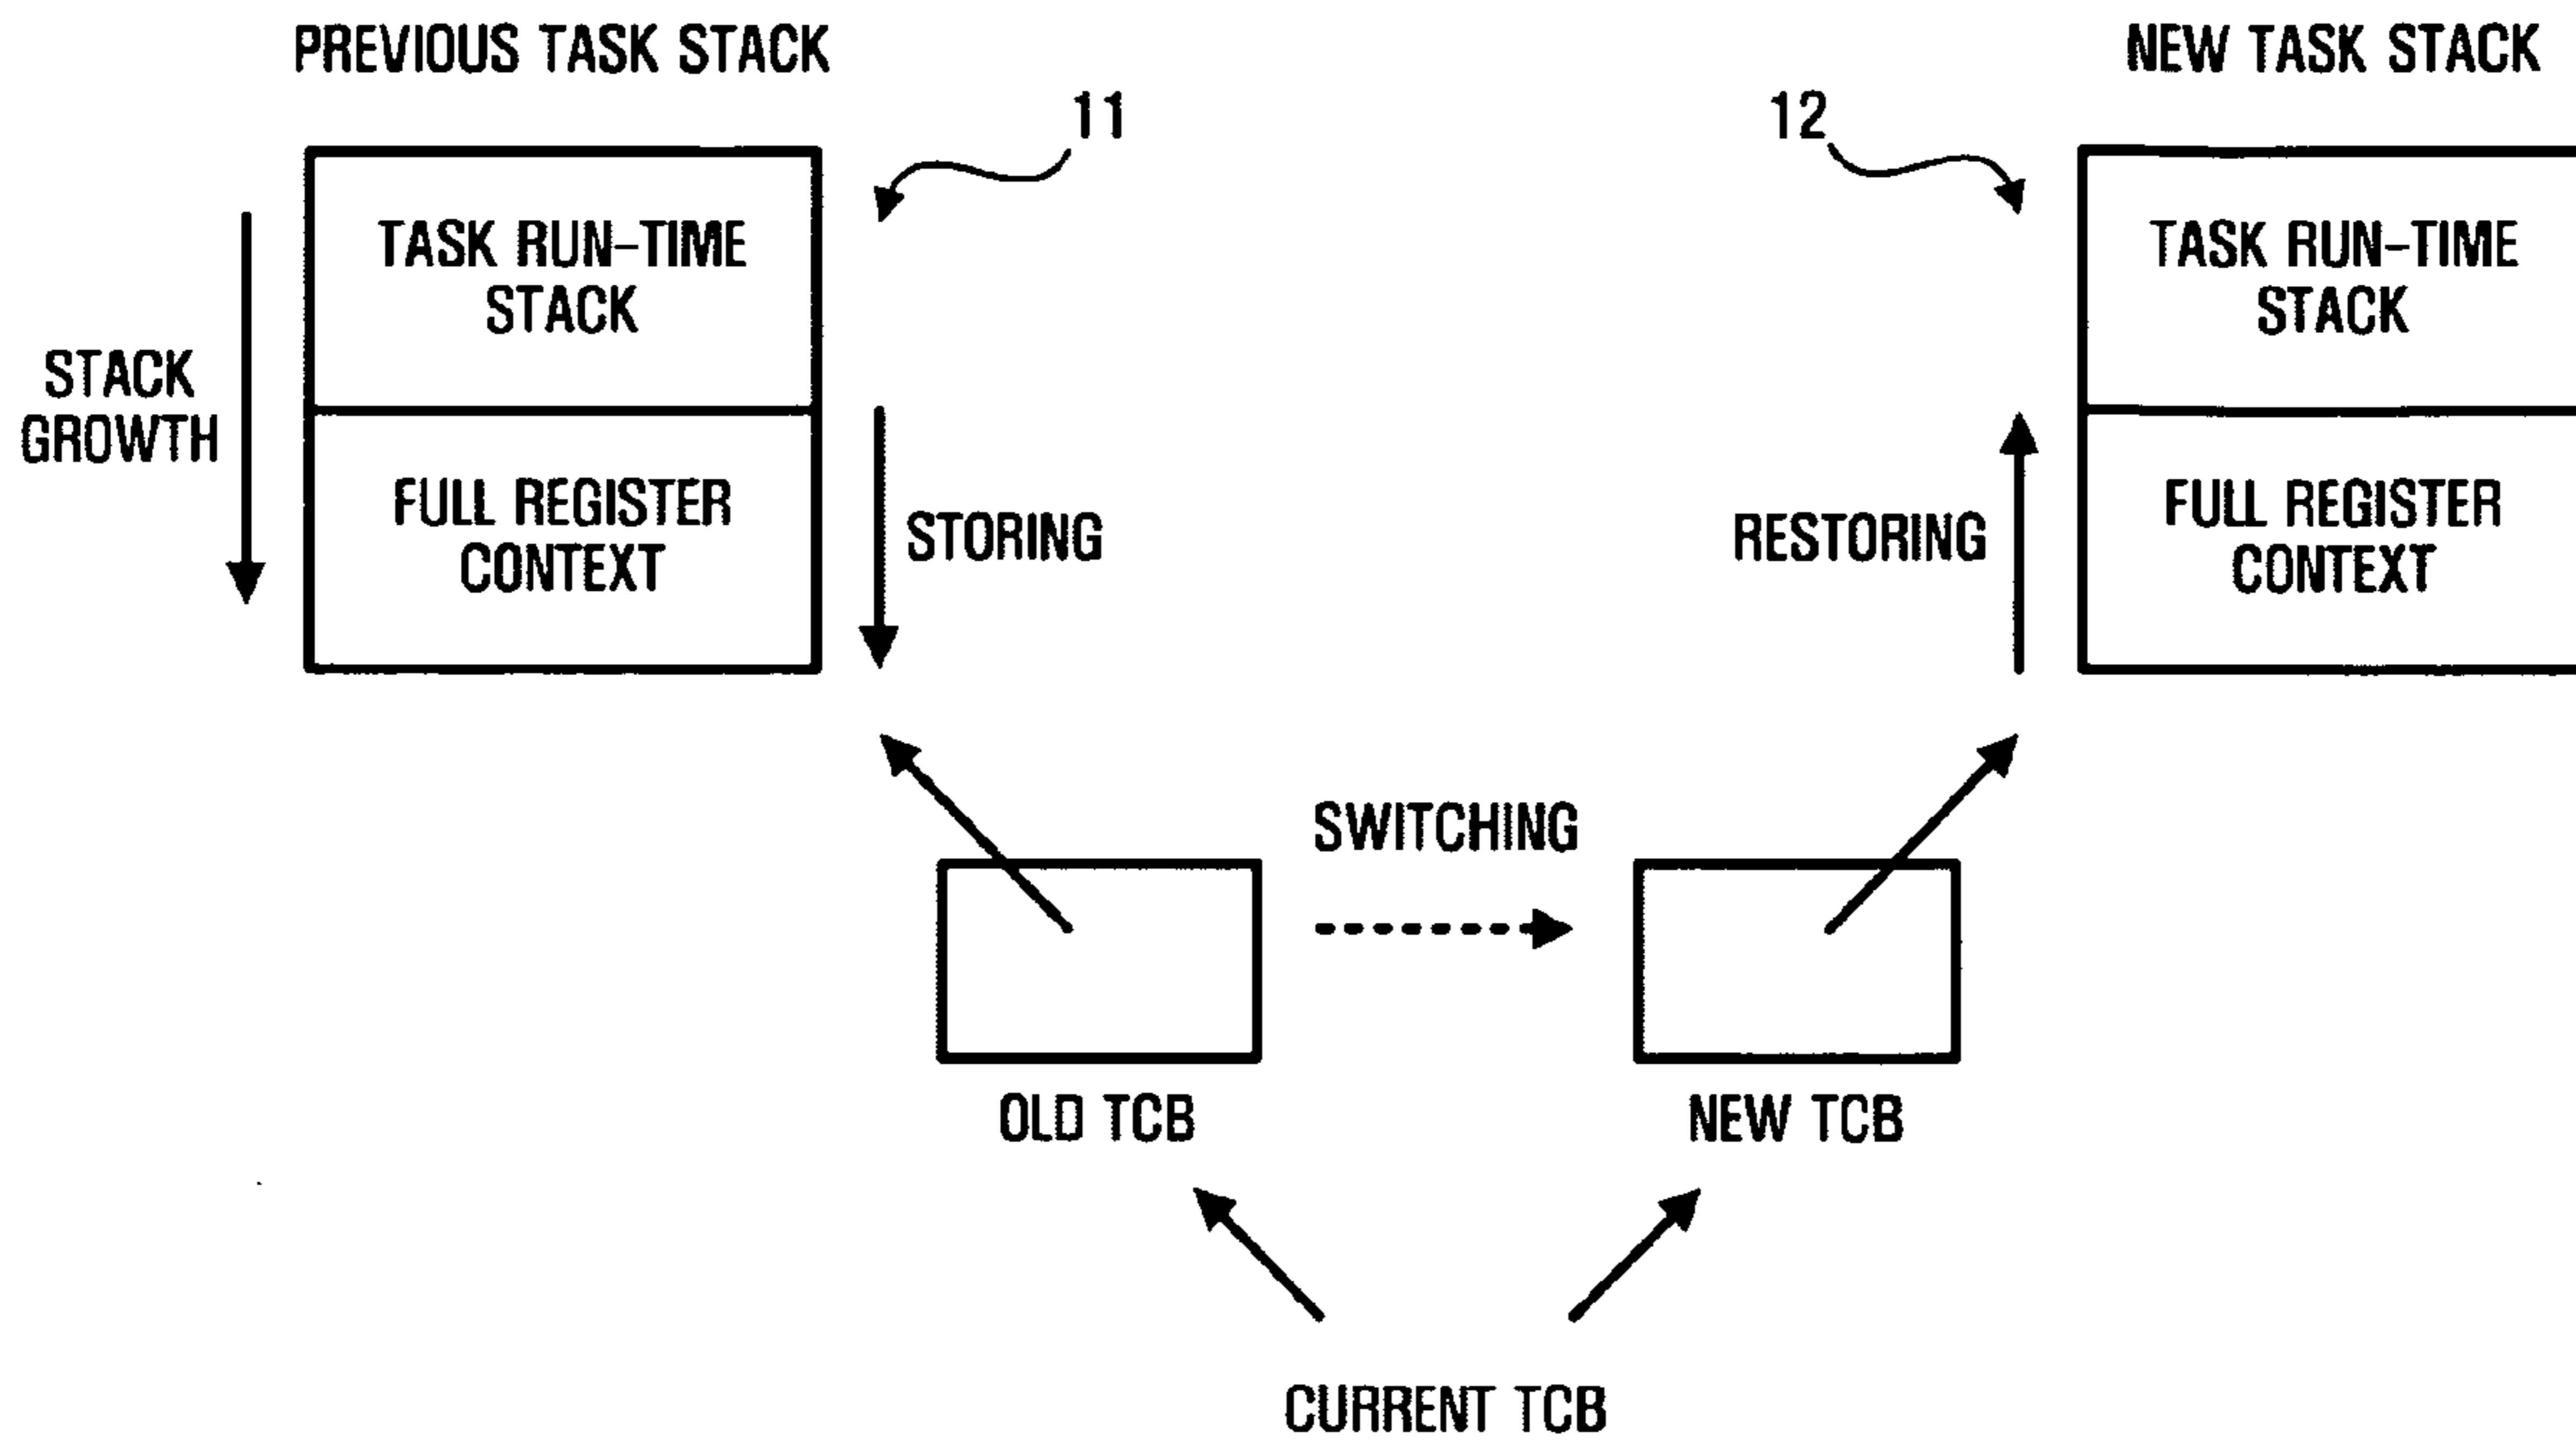 PREVIOUS TASK STACK
NEW TASK STACK
11
12
TASK RUN-TIME
STACK
TASK RUN-TIME
STACK
STACK
GROWTH
FULL REGISTER
CONTEXT
STORING
RESTORING
FULL REGISTER
CONTEXT
SWITCHING
OLD TCB
NEW TCB
CURRENT TCB